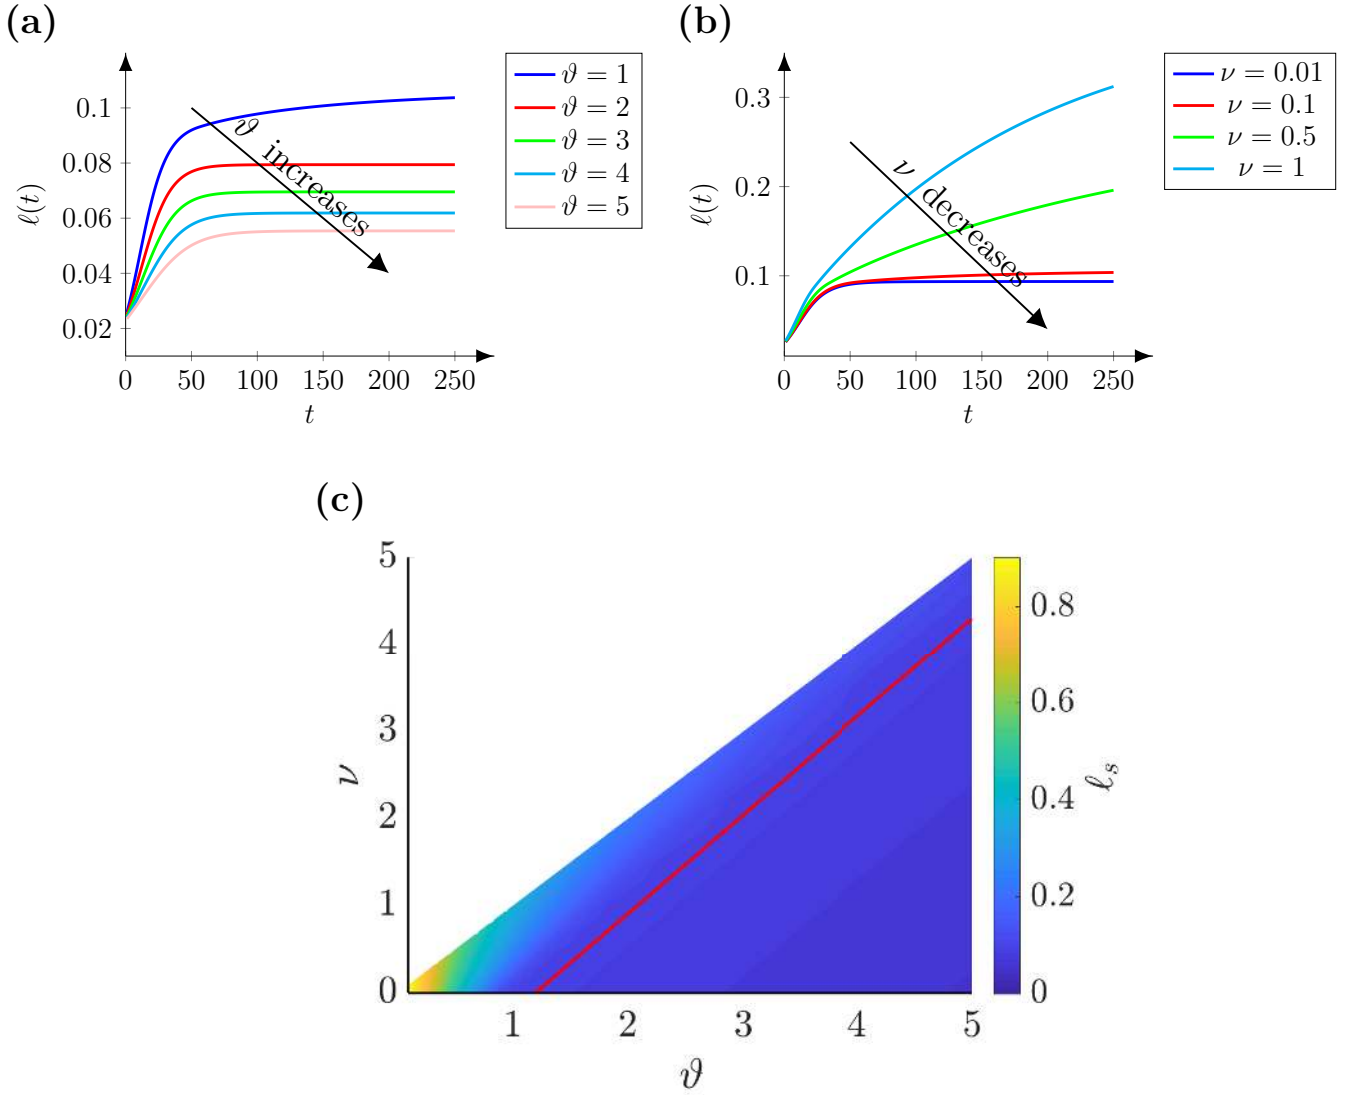 (a)
ℓ(t)
0.1
0.08
0.06
0.04
0.02
0 50 100 150 200 250
t
ϑ increases
ϑ = 1
ϑ = 2
ϑ = 3
ϑ = 4
ϑ = 5
(b)
ℓ(t)
0.3
0.2
0.1
0 50 100 150 200 250
t
ν decreases
ν = 0.01
ν = 0.1
ν = 0.5
ν = 1
(c)
ν
5
4
3
2
1
0
1 2 3 4 5
ϑ
0.8
0.6
0.4
0.2
0
ℓₛ